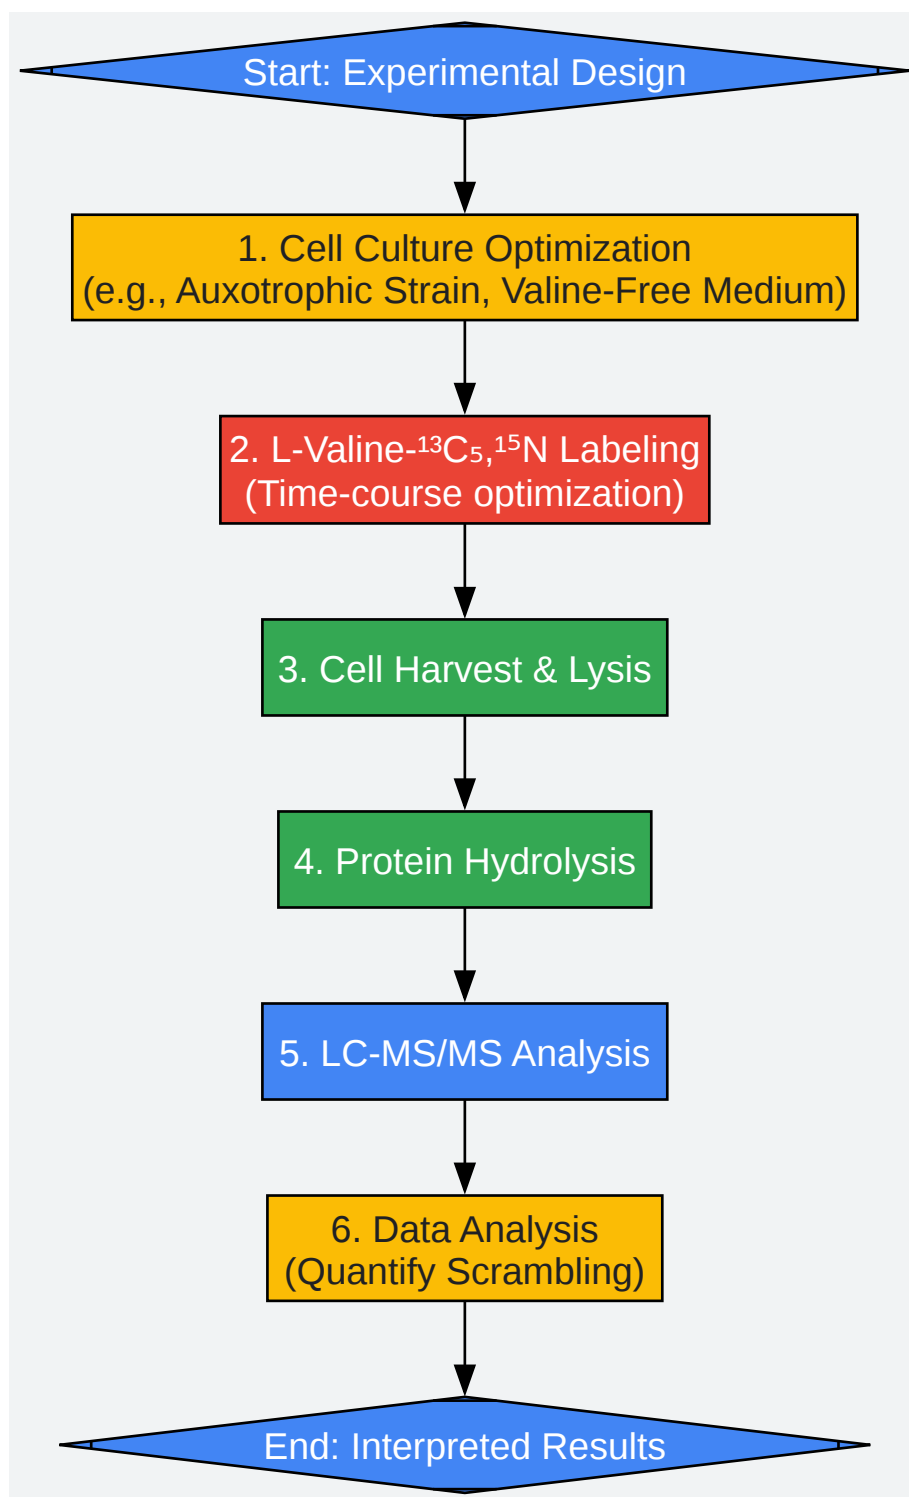 Start: Experimental Design
1. Cell Culture Optimization
(e.g., Auxotrophic Strain, Valine-Free Medium)
2. L-Valine-¹³C₅,¹⁵N Labeling
(Time-course optimization)
3. Cell Harvest & Lysis
4. Protein Hydrolysis
5. LC-MS/MS Analysis
6. Data Analysis
(Quantify Scrambling)
End: Interpreted Results